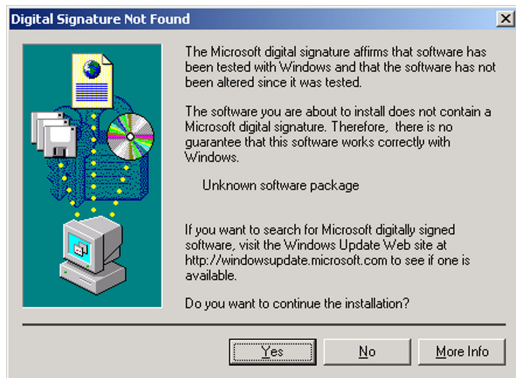 Digital Signature Not Found
The Microsoft digital signature affirms that software has
been tested with Windows and that the software has not
been altered since it was tested.
The software you are about to install does not contain a
Microsoft digital signature. Therefore, there is no
guarantee that this software works correctly with
Windows.
Unknown software package
If you want to search for Microsoft digitally signed
software, visit the Windows Update Web site at
http://windowsupdate.microsoft.com to see if one is
available.
Do you want to continue the installation?
Yes
No
More Info